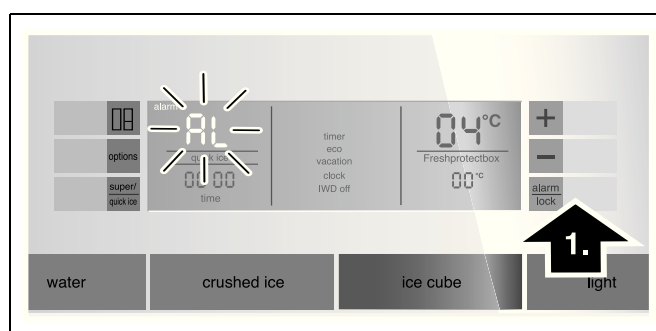 alarm
AL
quick ice
00 00
time
timer
eco
vacation
clock
IWD off
04°C
Freshprotectbox
00°C
options
super/
quick ice
+
−
alarm
lock
1.
water
crushed ice
ice cube
light